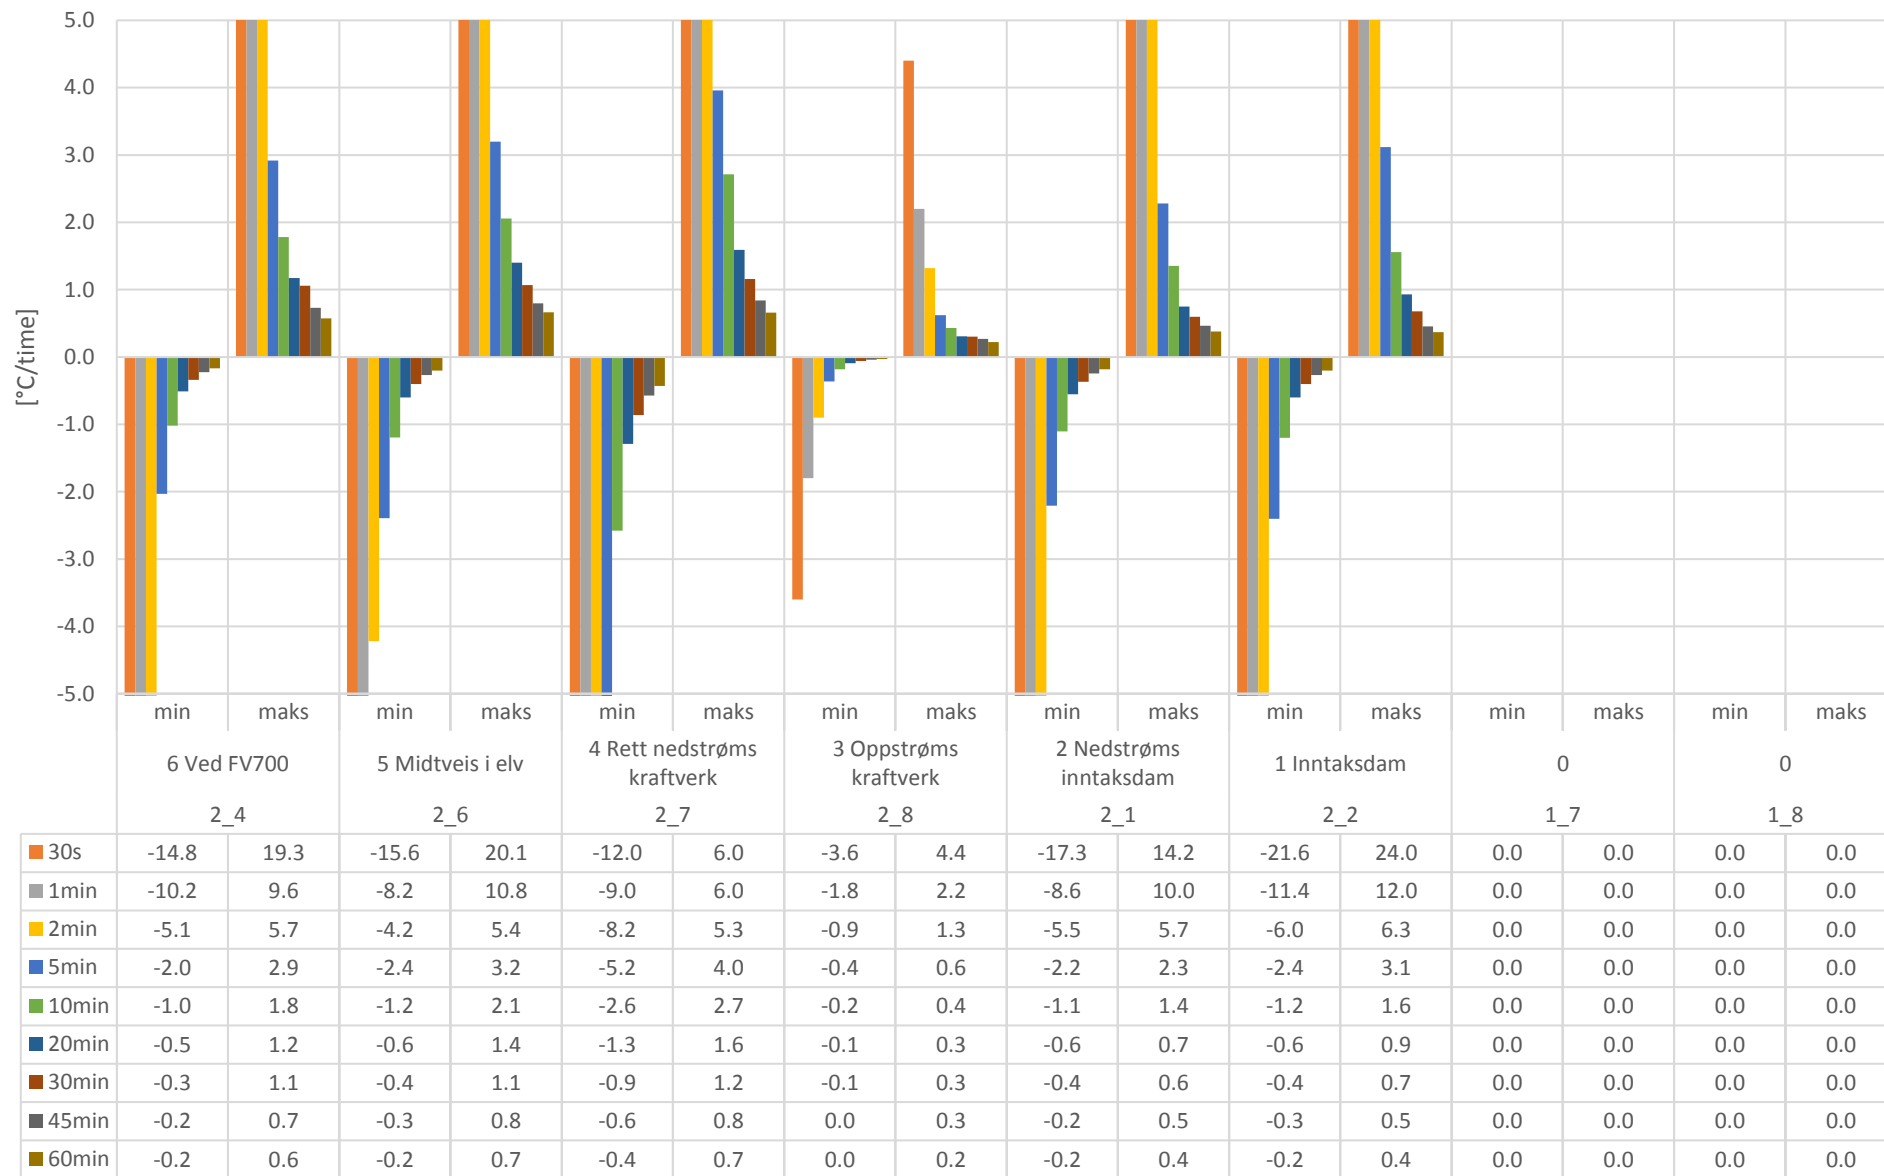 5.0
4.0
3.0
2.0
1.0
0.0
-1.0
-2.0
-3.0
-4.0
-5.0
[°C/time]
min maks min maks min maks min maks min maks min maks min maks min maks
6 Ved FV700
5 Midtveis i elv
4 Rett nedstrøms
kraftverk
3 Oppstrøms
kraftverk
2 Nedstrøms
inntaksdam
1 Inntaksdam
0
0
2_4 2_6 2_7 2_8 2_1 2_2 1_7 1_8
30s -14.8 19.3 -15.6 20.1 -12.0 6.0 -3.6 4.4 -17.3 14.2 -21.6 24.0 0.0 0.0 0.0 0.0
1min -10.2 9.6 -8.2 10.8 -9.0 6.0 -1.8 2.2 -8.6 10.0 -11.4 12.0 0.0 0.0 0.0 0.0
2min -5.1 5.7 -4.2 5.4 -8.2 5.3 -0.9 1.3 -5.5 5.7 -6.0 6.3 0.0 0.0 0.0 0.0
5min -2.0 2.9 -2.4 3.2 -5.2 4.0 -0.4 0.6 -2.2 2.3 -2.4 3.1 0.0 0.0 0.0 0.0
10min -1.0 1.8 -1.2 2.1 -2.6 2.7 -0.2 0.4 -1.1 1.4 -1.2 1.6 0.0 0.0 0.0 0.0
20min -0.5 1.2 -0.6 1.4 -1.3 1.6 -0.1 0.3 -0.6 0.7 -0.6 0.9 0.0 0.0 0.0 0.0
30min -0.3 1.1 -0.4 1.1 -0.9 1.2 -0.1 0.3 -0.4 0.6 -0.4 0.7 0.0 0.0 0.0 0.0
45min -0.2 0.7 -0.3 0.8 -0.6 0.8 0.0 0.3 -0.2 0.5 -0.3 0.5 0.0 0.0 0.0 0.0
60min -0.2 0.6 -0.2 0.7 -0.4 0.7 0.0 0.2 -0.2 0.4 -0.2 0.4 0.0 0.0 0.0 0.0